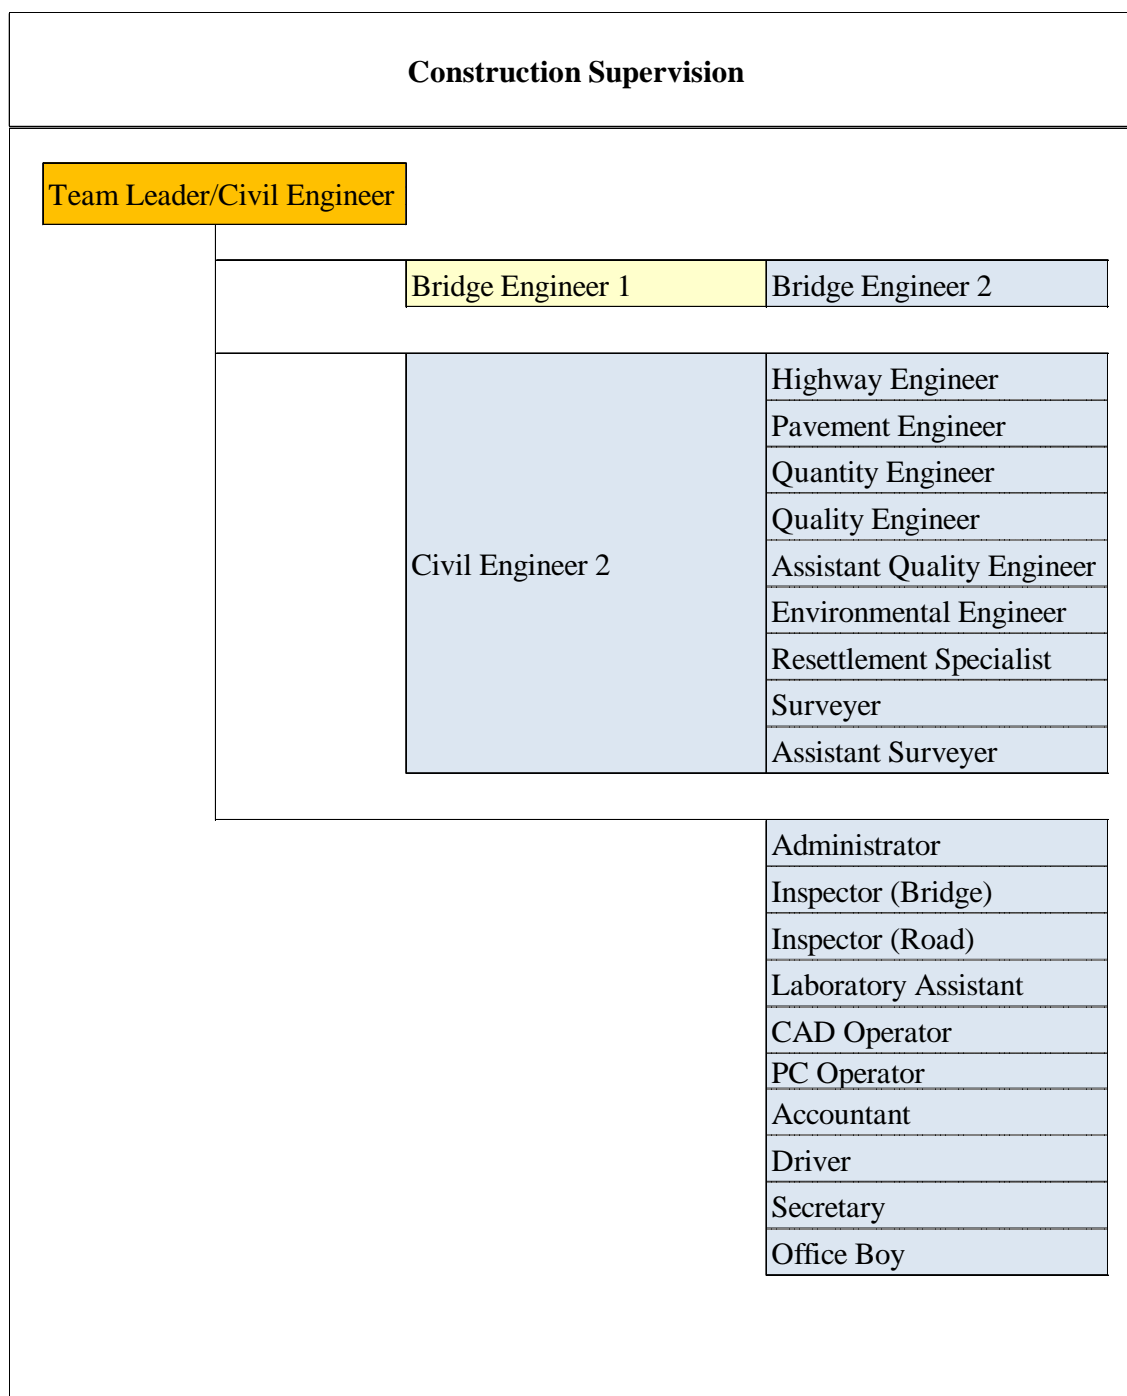 Construction Supervision
Team Leader/Civil Engineer
Bridge Engineer 1
Bridge Engineer 2
Civil Engineer 2
Highway Engineer
Pavement Engineer
Quantity Engineer
Quality Engineer
Assistant Quality Engineer
Environmental Engineer
Resettlement Specialist
Surveyer
Assistant Surveyer
Administrator
Inspector (Bridge)
Inspector (Road)
Laboratory Assistant
CAD Operator
PC Operator
Accountant
Driver
Secretary
Office Boy